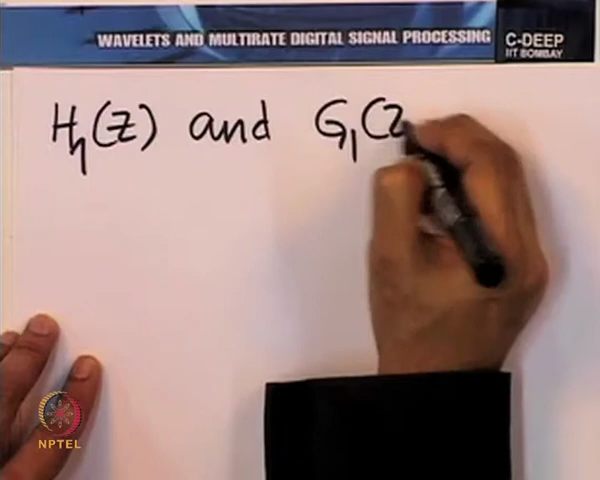 WAVELETS AND MULTIRATE DIGITAL SIGNAL PROCESSING
C-DEEP
IIT BOMBAY
H₁(Z) and G₁(Z
NPTEL